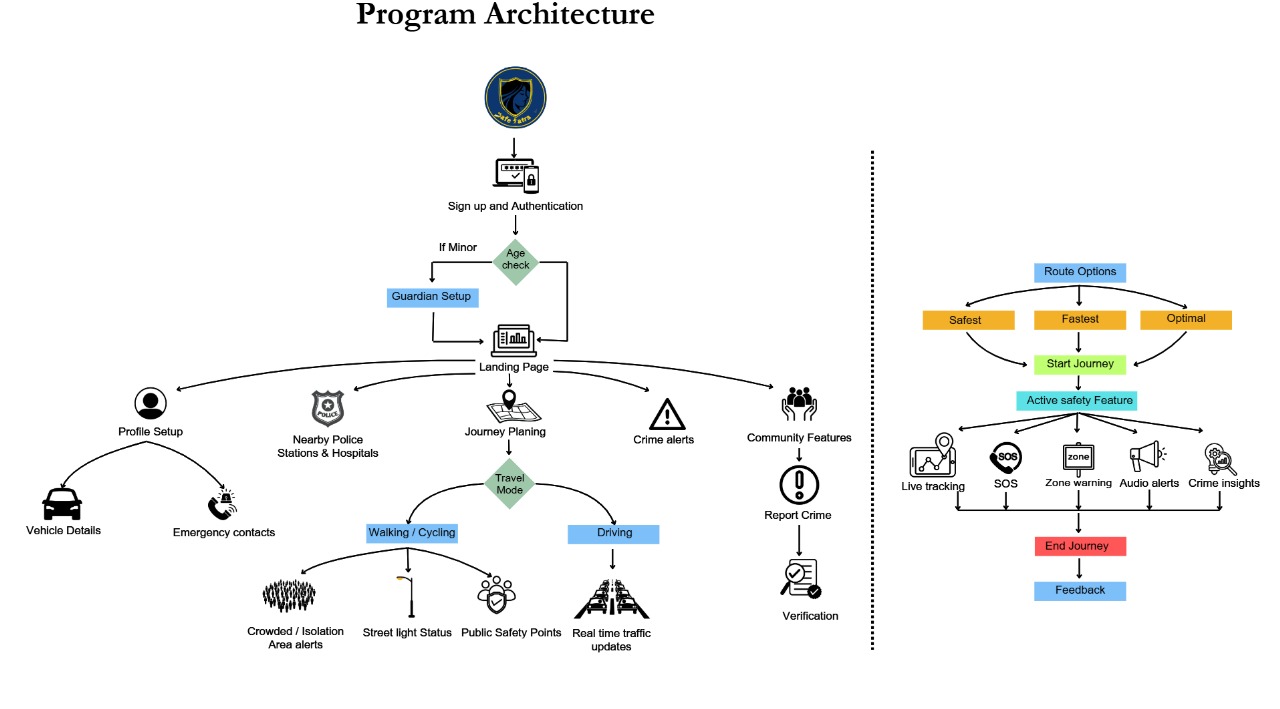 Program Architecture
Safe Yatra
Sign up and Authentication
If Minor
Age
check
Guardian Setup
Landing Page
Profile Setup
POLICE
Nearby Police
Stations & Hospitals
Journey Planing
Crime alerts
Community Features
Travel
Mode
Report Crime
Vehicle Details
Emergency contacts
Walking / Cycling
Driving
Crowded / Isolation
Area alerts
Street light Status
Public Safety Points
Real time traffic
updates
Verification
Route Options
Safest
Fastest
Optimal
Start Journey
Active safety Feature
SOS
zone
Live tracking
SOS
Zone warning
Audio alerts
Crime insights
End Journey
Feedback